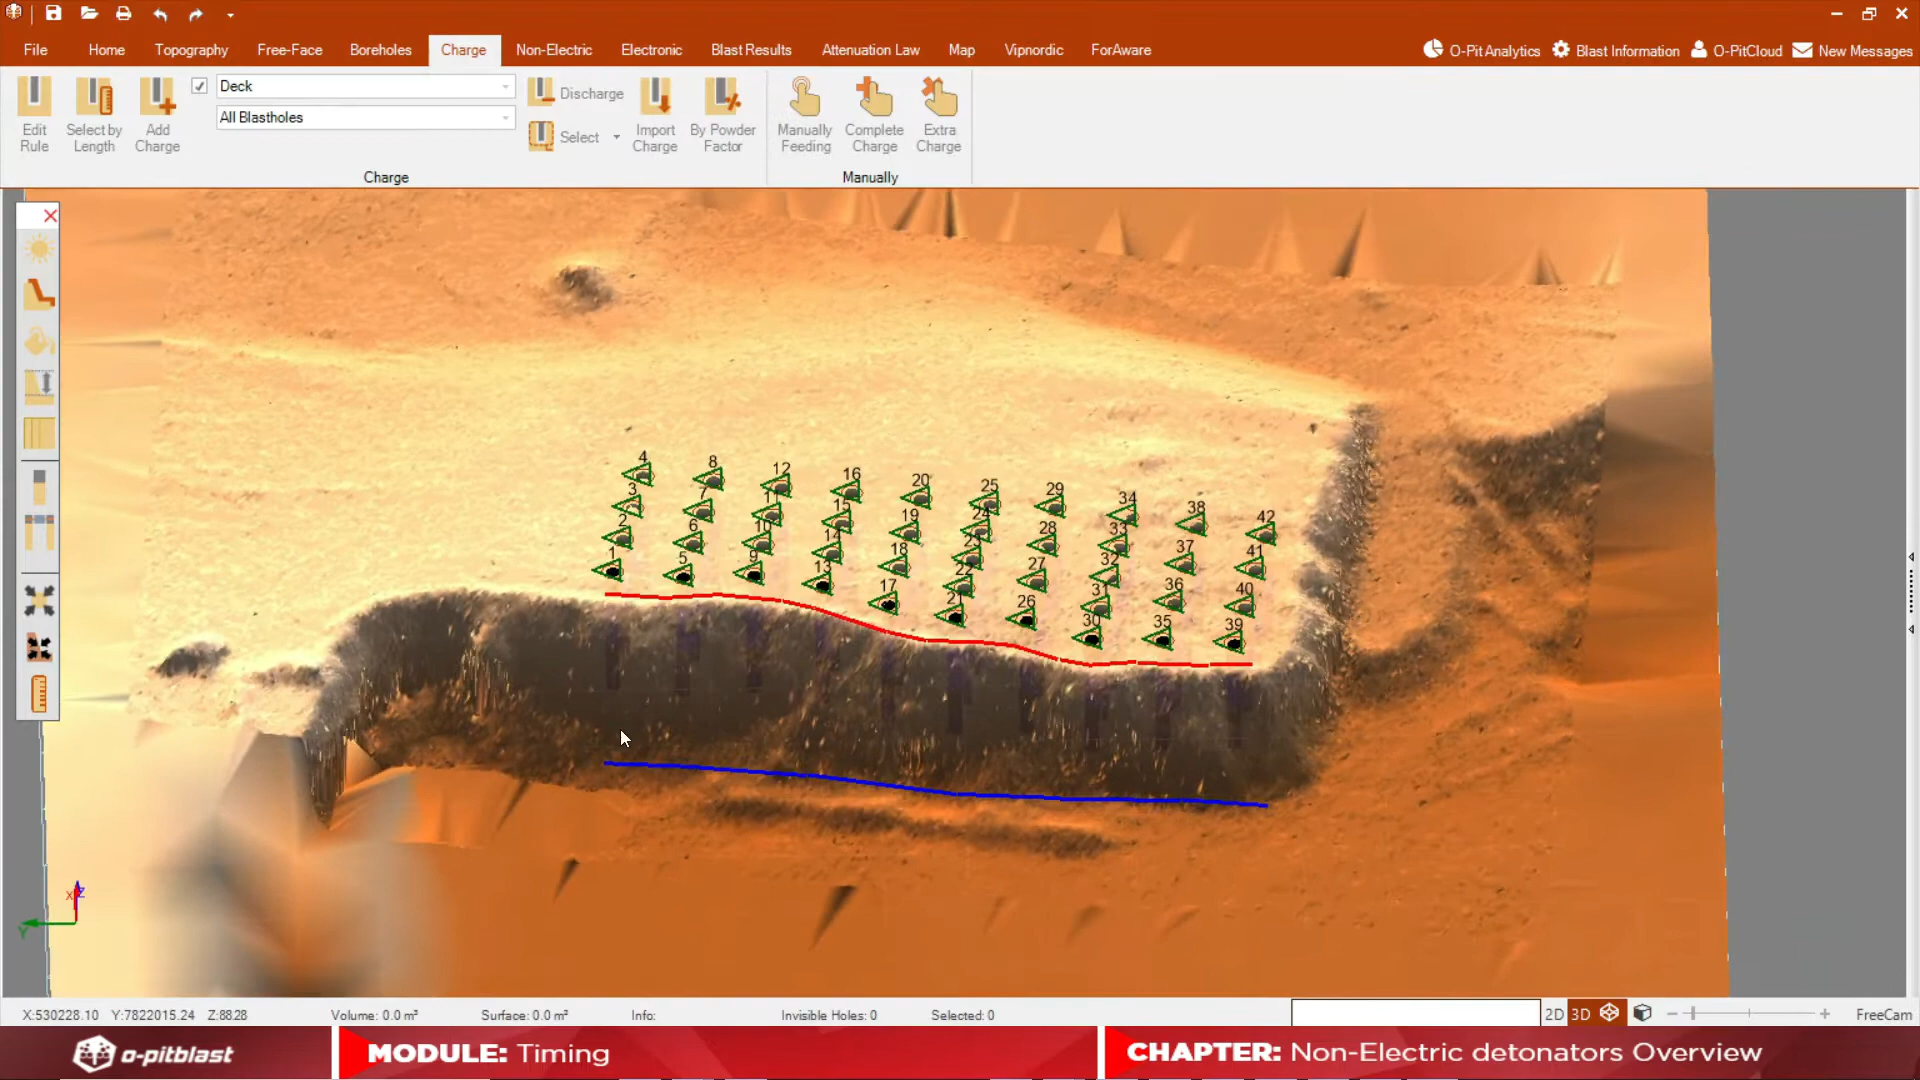 File Home Topography Free-Face Boreholes Charge Non-Electric Electronic Blast Results Attenuation Law Map Vipnordic ForAware O-Pit Analytics Blast Information O-PitCloud New Messages
Edit Rule
Select by Length
Add Charge
Deck
All Blastholes
Discharge
Select
Import Charge
By Powder Factor
Manually Feeding
Complete Charge
Extra Charge
Charge
Manually
4 8 12 16 20 25 29 34 38 42
3 7 11 15 19 24 28 33 37 41
2 6 10 14 18 23 27 32 36 40
1 5 9 13 17 22 26 31 35 39
21 30
X
Z
Y
X:530228.10 Y:7822015.24 Z:88.28 Volume: 0.0 m³ Surface: 0.0 m² Info: Invisible Holes: 0 Selected: 0 2D 3D FreeCam
o-pitblast
MODULE: Timing
CHAPTER: Non-Electric detonators Overview